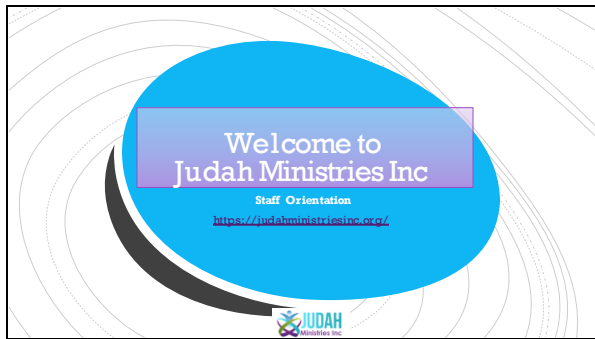 Welcome to
Judah Ministries Inc
Staff Orientation
https://judahministriesinc.org/
JUDAH
Ministries Inc